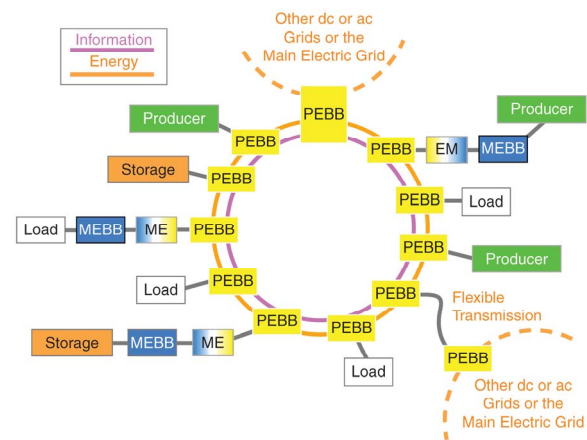 Other dc or ac
Grids or the
Main Electric Grid
Information
Energy
PEBB
Producer
Producer
PEBB
PEBB
EM
MEBB
Storage
PEBB
PEBB
Load
Load
MEBB
ME
PEBB
PEBB
Producer
Load
PEBB
PEBB
Flexible
Transmission
PEBB
PEBB
Storage
MEBB
ME
PEBB
Load
Other dc or ac
Grids or the
Main Electric Grid